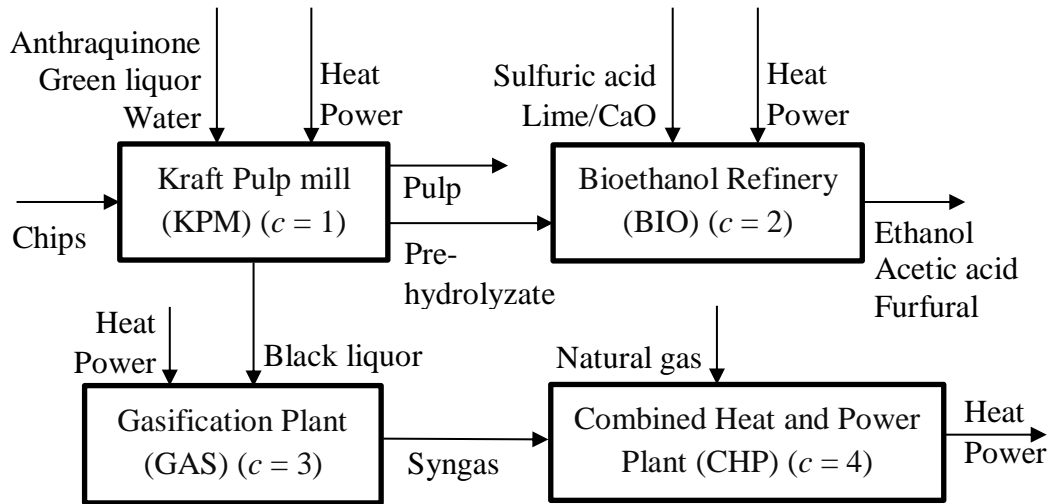 Anthraquinone
Green liquor
Water
Heat
Power
Sulfuric acid
Lime/CaO
Heat
Power
Chips
Kraft Pulp mill
(KPM) (c = 1)
Pulp
Pre-
hydrolyzate
Bioethanol Refinery
(BIO) (c = 2)
Ethanol
Acetic acid
Furfural
Heat
Power
Black liquor
Natural gas
Gasification Plant
(GAS) (c = 3)
Syngas
Combined Heat and Power
Plant (CHP) (c = 4)
Heat
Power